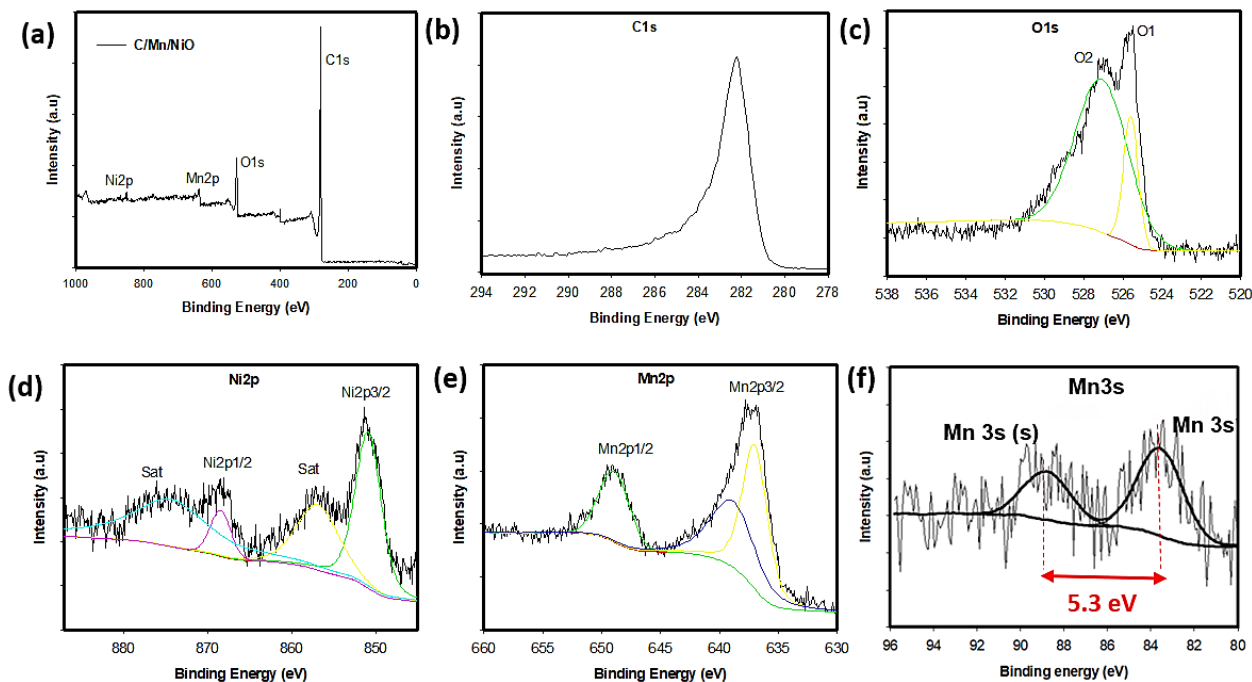 (a)
C/Mn/NiO
C1s
O1s
Mn2p
Ni2p
Intensity (a.u)
1000 800 600 400 200 0
Binding Energy (eV)
(b)
C1s
Intensity (a.u)
294 292 290 288 286 284 282 280 278
Binding Energy (eV)
(c)
O1s
O1
O2
Intensity (a.u)
538 536 534 532 530 528 526 524 522 520
Binding Energy (eV)
(d)
Ni2p
Ni2p3/2
Ni2p1/2
Sat
Sat
Intensity (a.u)
880 870 860 850
Binding Energy (eV)
(e)
Mn2p
Mn2p3/2
Mn2p1/2
Intensity (a.u)
660 655 650 645 640 635 630
Binding Energy (eV)
(f)
Mn3s
Mn 3s (s)
Mn 3s
5.3 eV
Intensity (a.u)
96 94 92 90 88 86 84 82 80
Binding energy (eV)